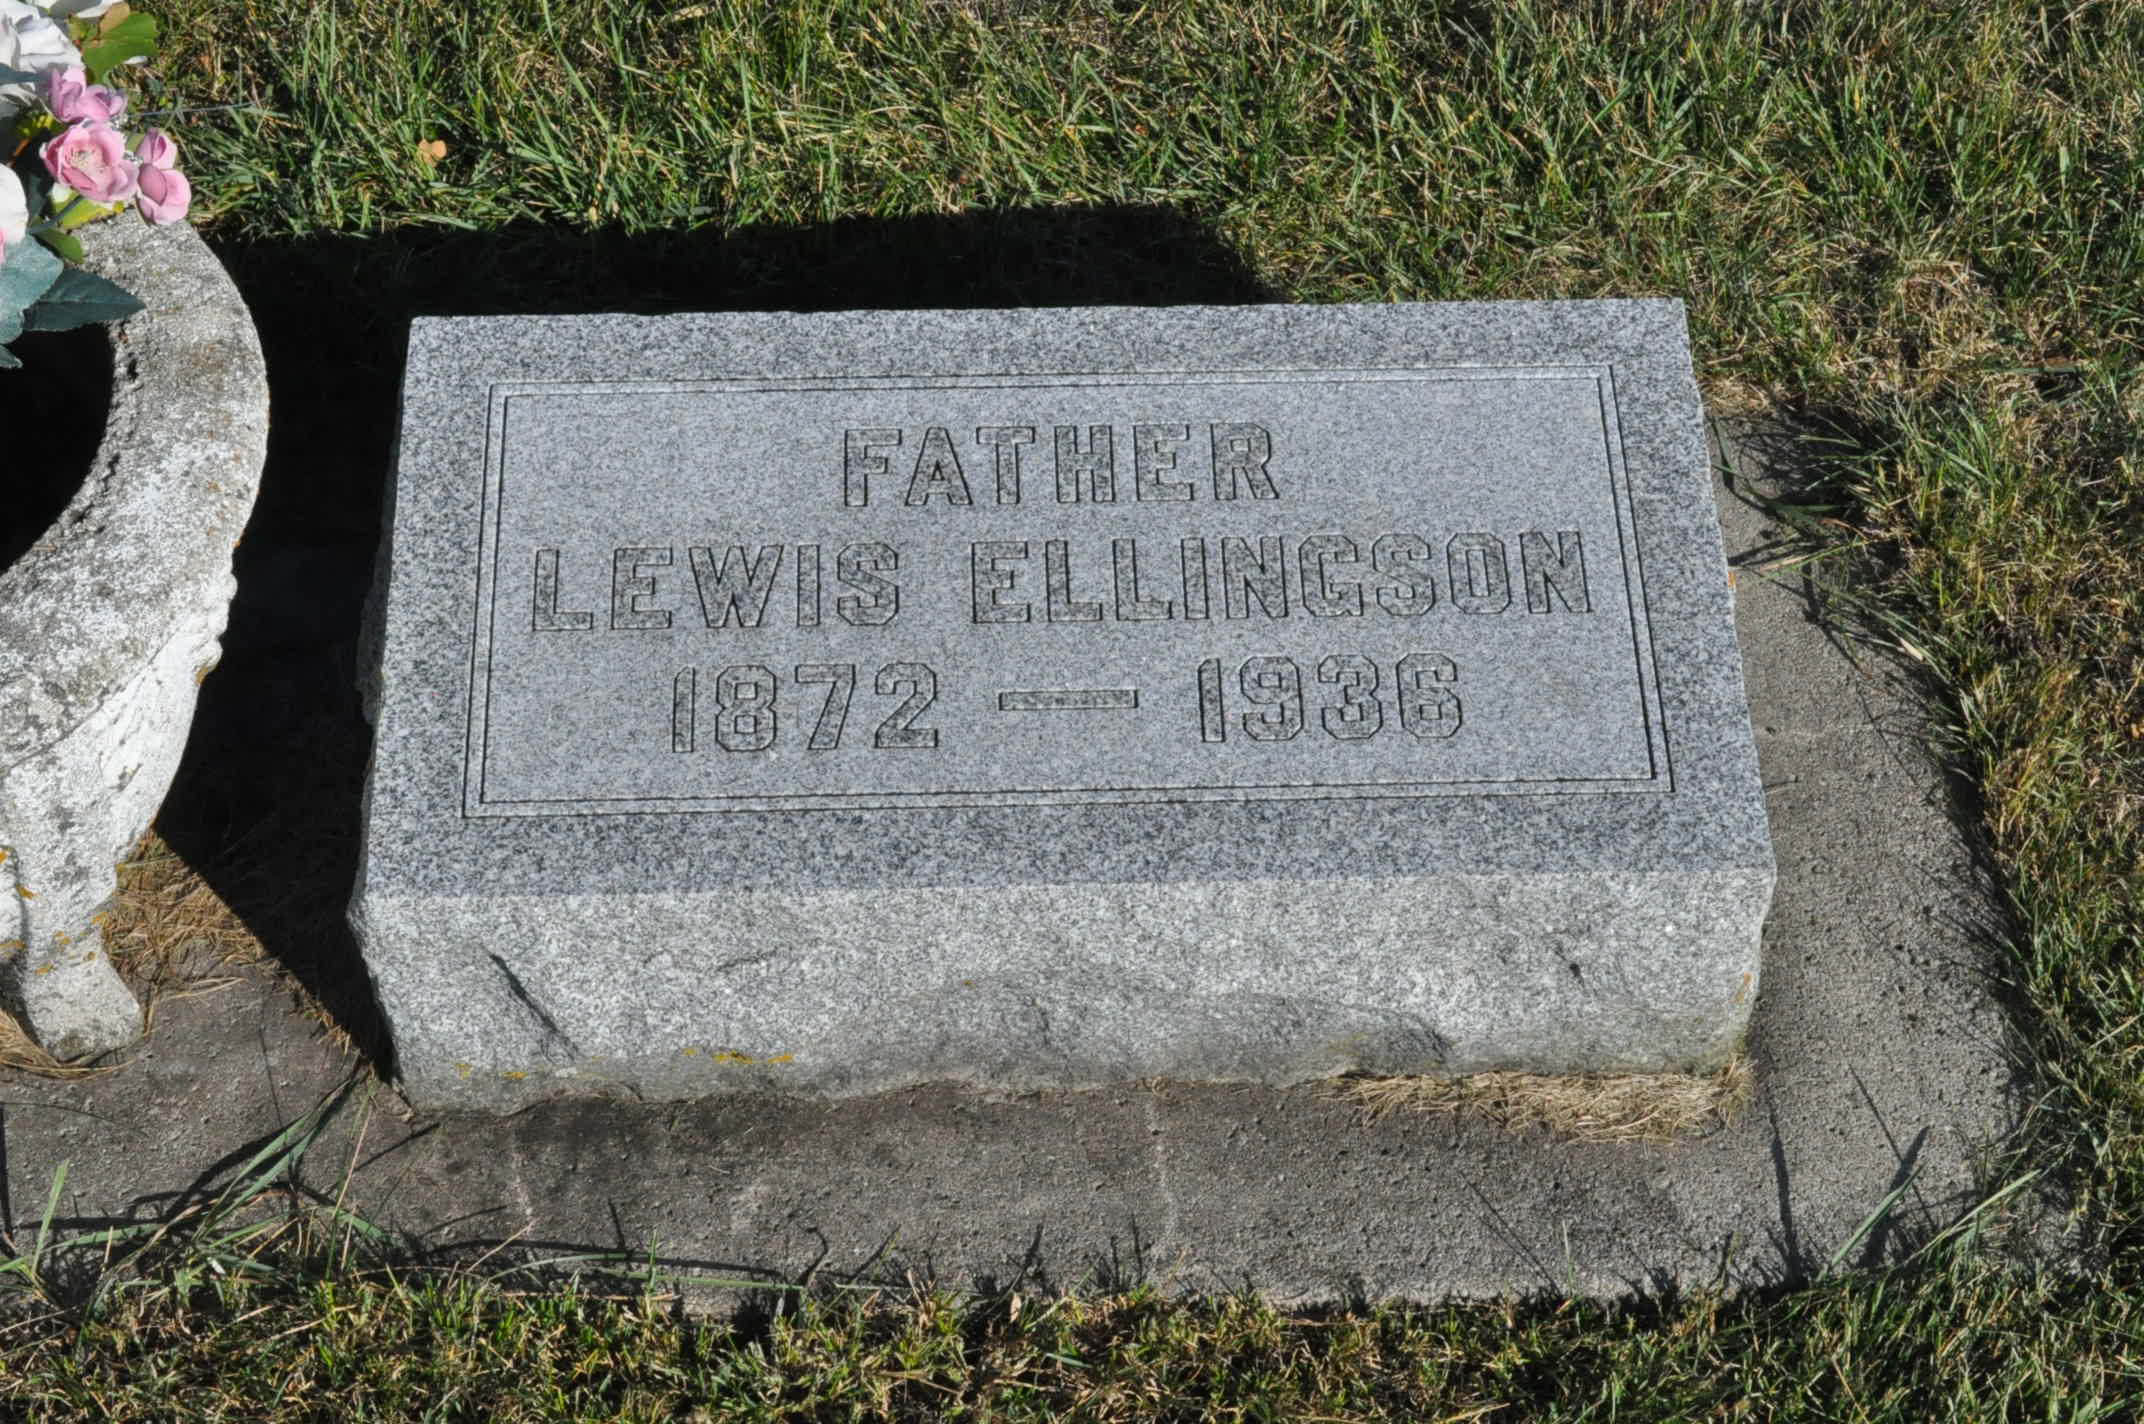 FATHER
LEWIS ELLINGSON
1872 — 1936